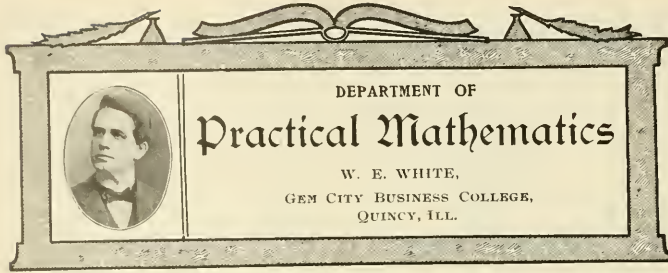 DEPARTMENT OF
Practical Mathematics
W. E. WHITE,
GEM CITY BUSINESS COLLEGE,
QUINCY, ILL.